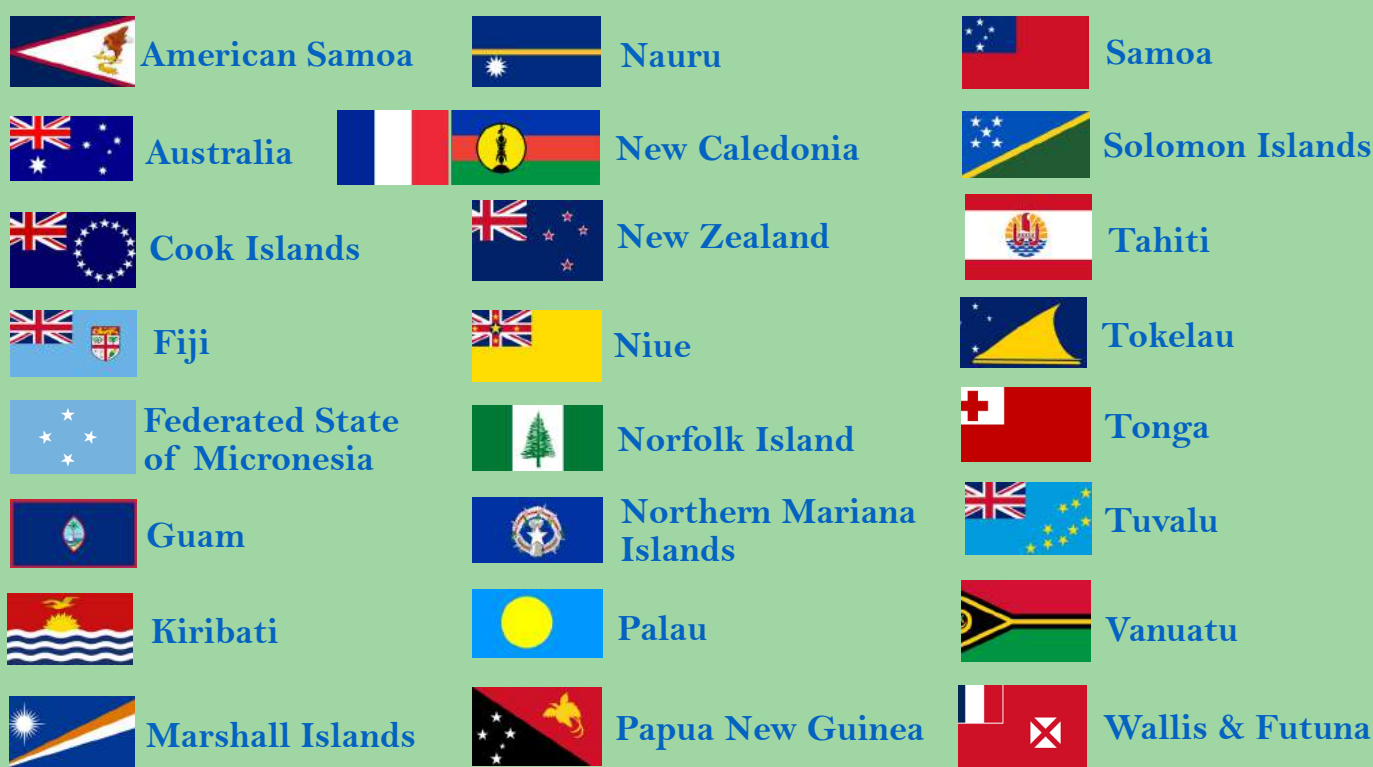 American Samoa
Australia
Cook Islands
Fiji
Federated State
of Micronesia
Guam
Kiribati
Marshall Islands
Nauru
New Caledonia
New Zealand
Niue
Norfolk Island
Northern Mariana
Islands
Palau
Papua New Guinea
Samoa
Solomon Islands
Tahiti
Tokelau
Tonga
Tuvalu
Vanuatu
Wallis & Futuna